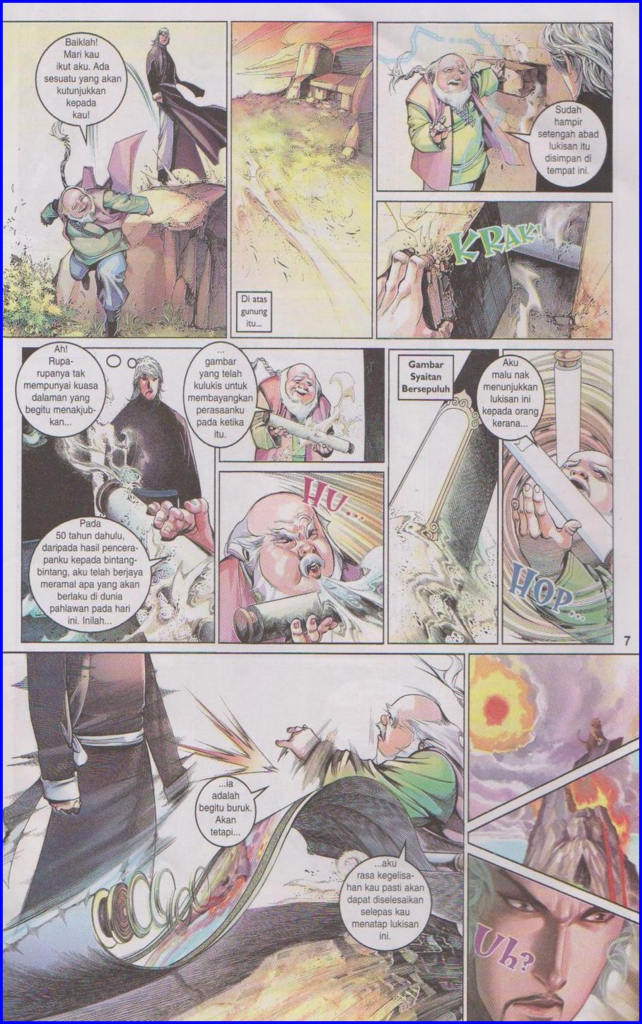 Baiklah!
Mari kau
ikut aku. Ada
sesuatu yang akan
kutunjukkan
kepada
kau!
Di atas
gunung
itu...
Sudah
hampir
setengah abad
lukisan itu
disimpan di
tempat ini.
KRAK!
Ah!
Rupa-
rupanya tak
mempunyai kuasa
dalaman yang
begitu menakjub-
kan...
Pada
50 tahun dahulu,
daripada hasil pencera-
panku kepada bintang-
bintang, aku telah berjaya
meramal apa yang akan
berlaku di dunia
pahlawan pada hari
ini. Inilah...
...
gambar
yang telah
kulukis untuk
membayangkan
perasaanku
pada ketika
itu.
HU...
Gambar
Syaitan
Bersepuluh
Aku
malu nak
menunjukkan
lukisan ini
kepada orang
kerana...
HOP...
7
...ia
adalah
begitu buruk.
Akan
tetapi...
...aku
rasa kegelisa-
han kau pasti akan
dapat diselesaikan
selepas kau
menatap lukisan
ini.
Uh?